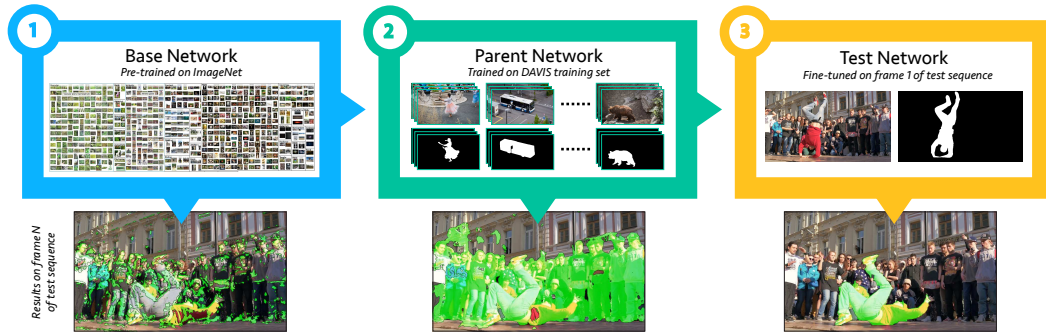 1
Base Network
Pre-trained on ImageNet
2
Parent Network
Trained on DAVIS training set
3
Test Network
Fine-tuned on frame 1 of test sequence
Results on frame N
of test sequence